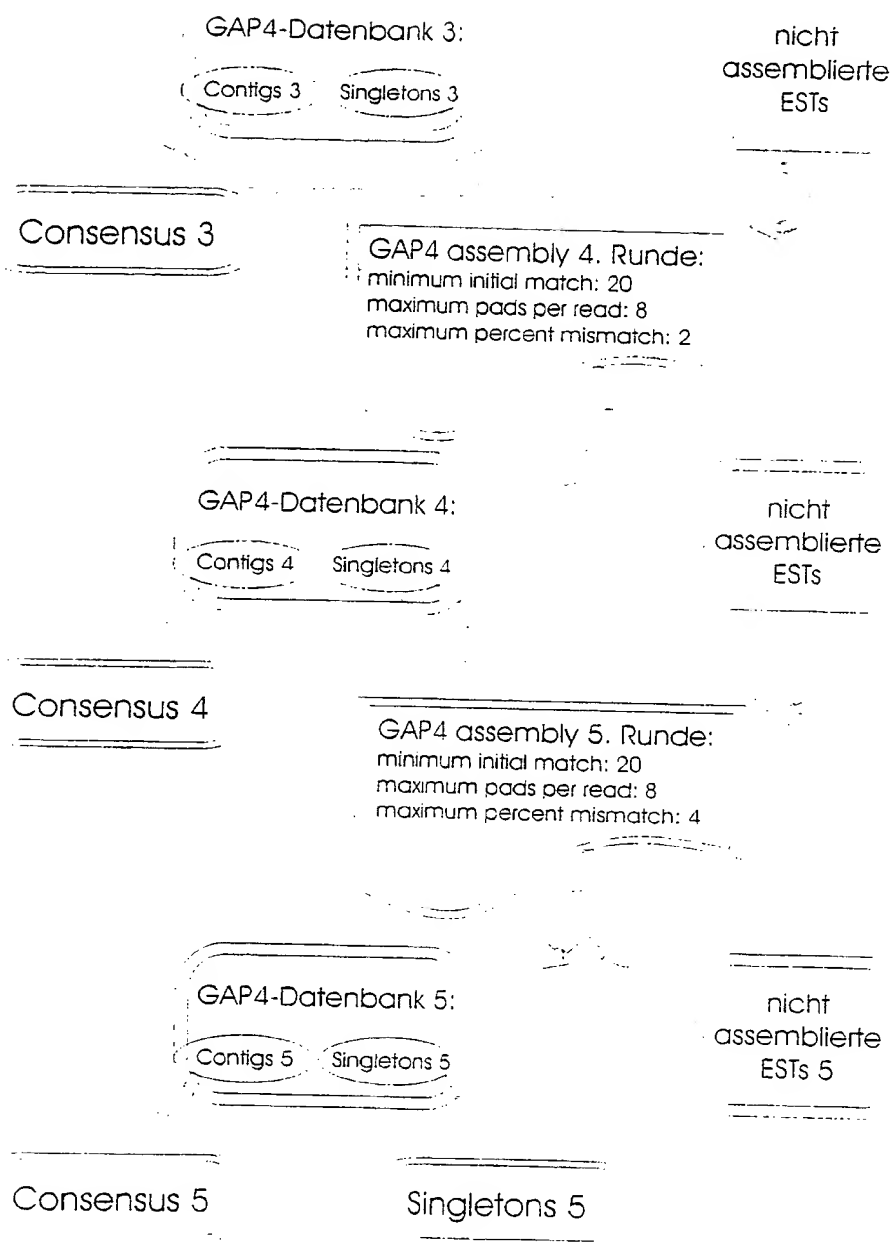 GAP4-Datenbank 3:
Contigs 3
Singletons 3
nicht
assemblierte
ESTs
Consensus 3
GAP4 assembly 4. Runde:
minimum initial match: 20
maximum pads per read: 8
maximum percent mismatch: 2
GAP4-Datenbank 4:
Contigs 4
Singletons 4
nicht
assemblierte
ESTs
Consensus 4
GAP4 assembly 5. Runde:
minimum initial match: 20
maximum pads per read: 8
maximum percent mismatch: 4
GAP4-Datenbank 5:
Contigs 5
Singletons 5
nicht
assemblierte
ESTs 5
Consensus 5
Singletons 5